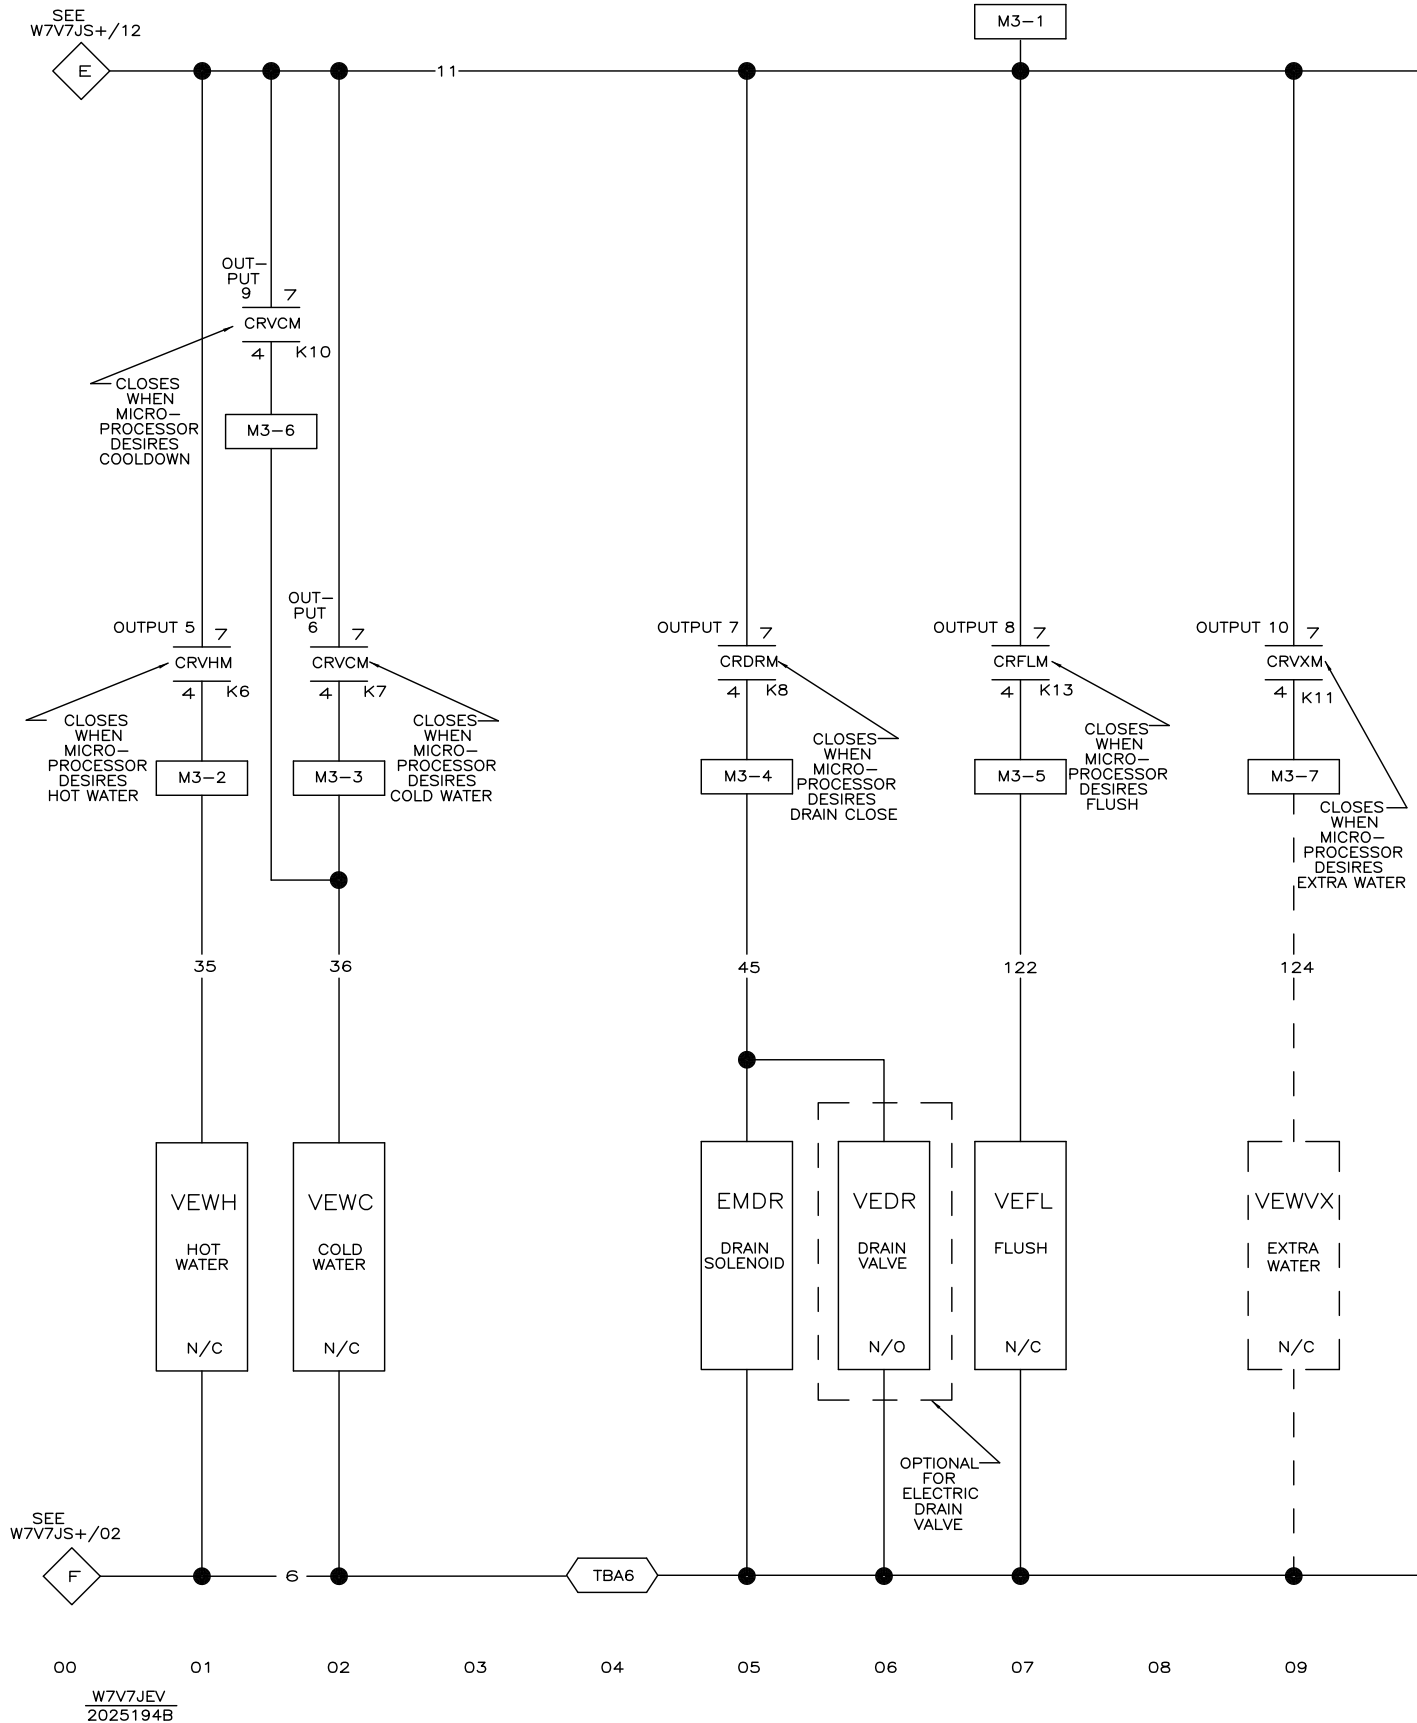 SEE
W7V7JS+/12
M3-1
E
11
OUT-
PUT
9
7
CRVCM
4
K10
CLOSES
WHEN
MICRO-
PROCESSOR
DESIRES
COOLDOWN
M3-6
OUTPUT 5
7
CRVHM
4
K6
CLOSES
WHEN
MICRO-
PROCESSOR
DESIRES
HOT WATER
M3-2
OUT-
PUT
6
7
CRVCM
4
K7
CLOSES
WHEN
MICRO-
PROCESSOR
DESIRES
COLD WATER
M3-3
OUTPUT 7
7
CRDRM
4
K8
CLOSES
WHEN
MICRO-
PROCESSOR
DESIRES
DRAIN CLOSE
M3-4
OUTPUT 8
7
CRFLM
4
K13
CLOSES
WHEN
MICRO-
PROCESSOR
DESIRES
FLUSH
M3-5
OUTPUT 10
7
CRVXM
4
K11
CLOSES
WHEN
MICRO-
PROCESSOR
DESIRES
EXTRA WATER
M3-7
35
36
45
122
124
VEWH
HOT
WATER
N/C
VEWC
COLD
WATER
N/C
EMDR
DRAIN
SOLENOID
VEDR
DRAIN
VALVE
N/O
VEFL
FLUSH
N/C
VEWVX
EXTRA
WATER
N/C
OPTIONAL
FOR
ELECTRIC
DRAIN
VALVE
SEE
W7V7JS+/02
F
6
TBA6
00
01
02
03
04
05
06
07
08
09
W7V7JEV
2025194B